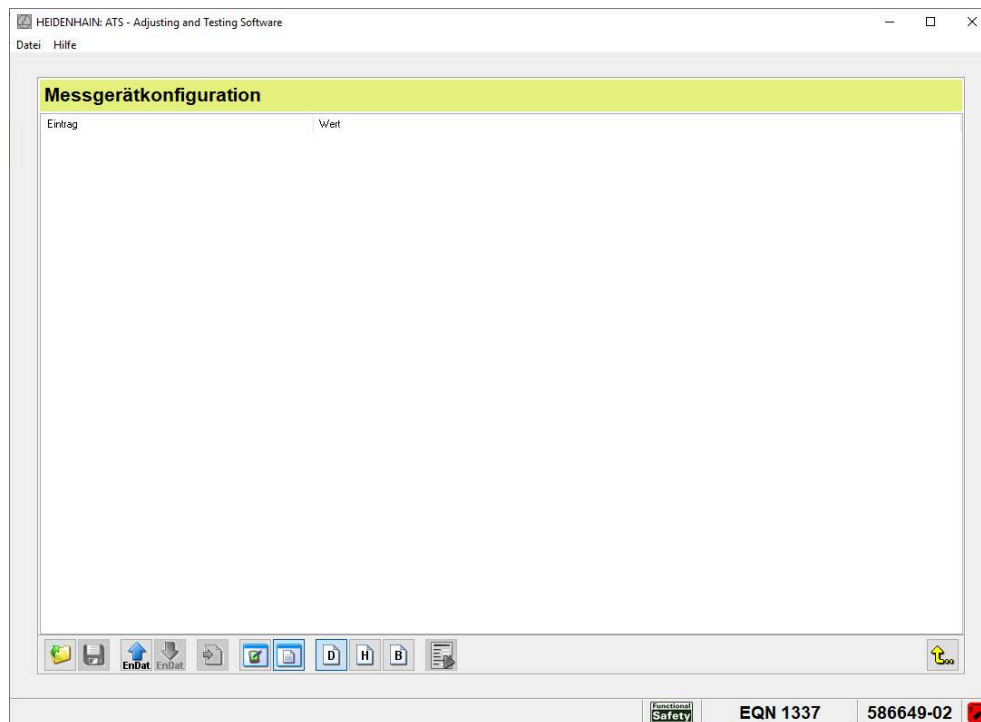 HEIDENHAIN: ATS - Adjusting and Testing Software
Datei Hilfe
Messgerätkonfiguration
Eintrag Wert
EnDat EnDat D H B
Functional Safety EQN 1337 586649-02